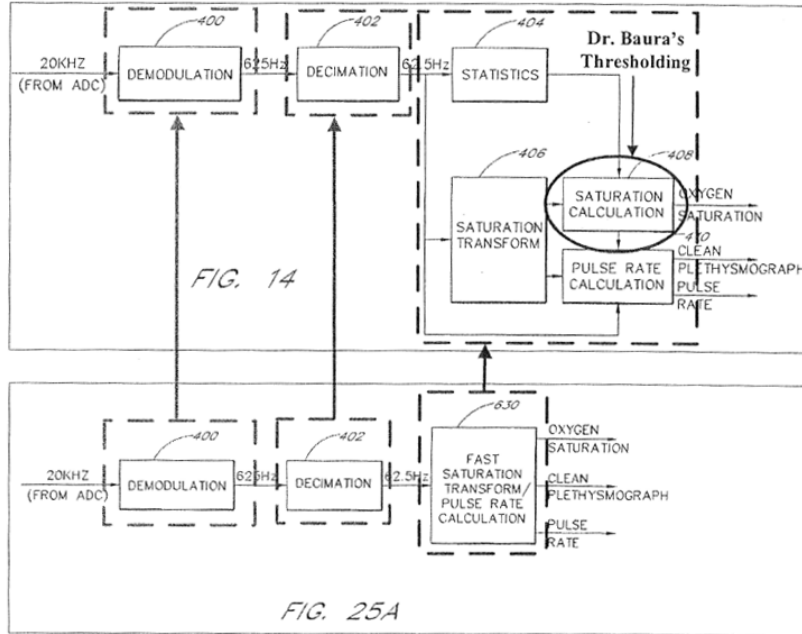 400
402
404
Dr. Baura's
Thresholding
20KHZ
(FROM ADC)
DEMODULATION
625Hz
DECIMATION
62.5Hz
STATISTICS
406
408
SATURATION
TRANSFORM
SATURATION
CALCULATION
OXYGEN
SATURATION
410
PULSE RATE
CALCULATION
CLEAN
PLETHYSMOGRAPH
PULSE
RATE
FIG. 14
400
402
630
20KHZ
(FROM ADC)
DEMODULATION
625Hz
DECIMATION
62.5Hz
FAST
SATURATION
TRANSFORM/
PULSE RATE
CALCULATION
OXYGEN
SATURATION
CLEAN
PLETHYSMOGRAPH
PULSE
RATE
FIG. 25A